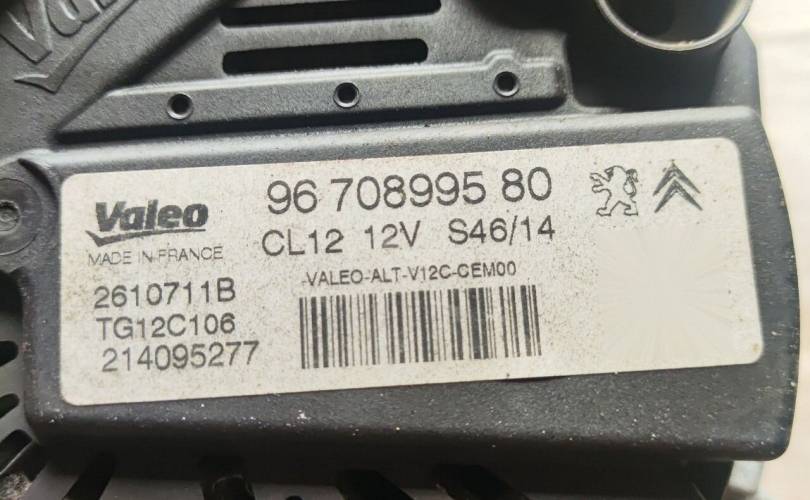 Valeo
96 708995 80
CL12 12V S46/14
MADE IN FRANCE
-VALEO-ALT-V12C-CEM00
2610711B
TG12C106
214095277